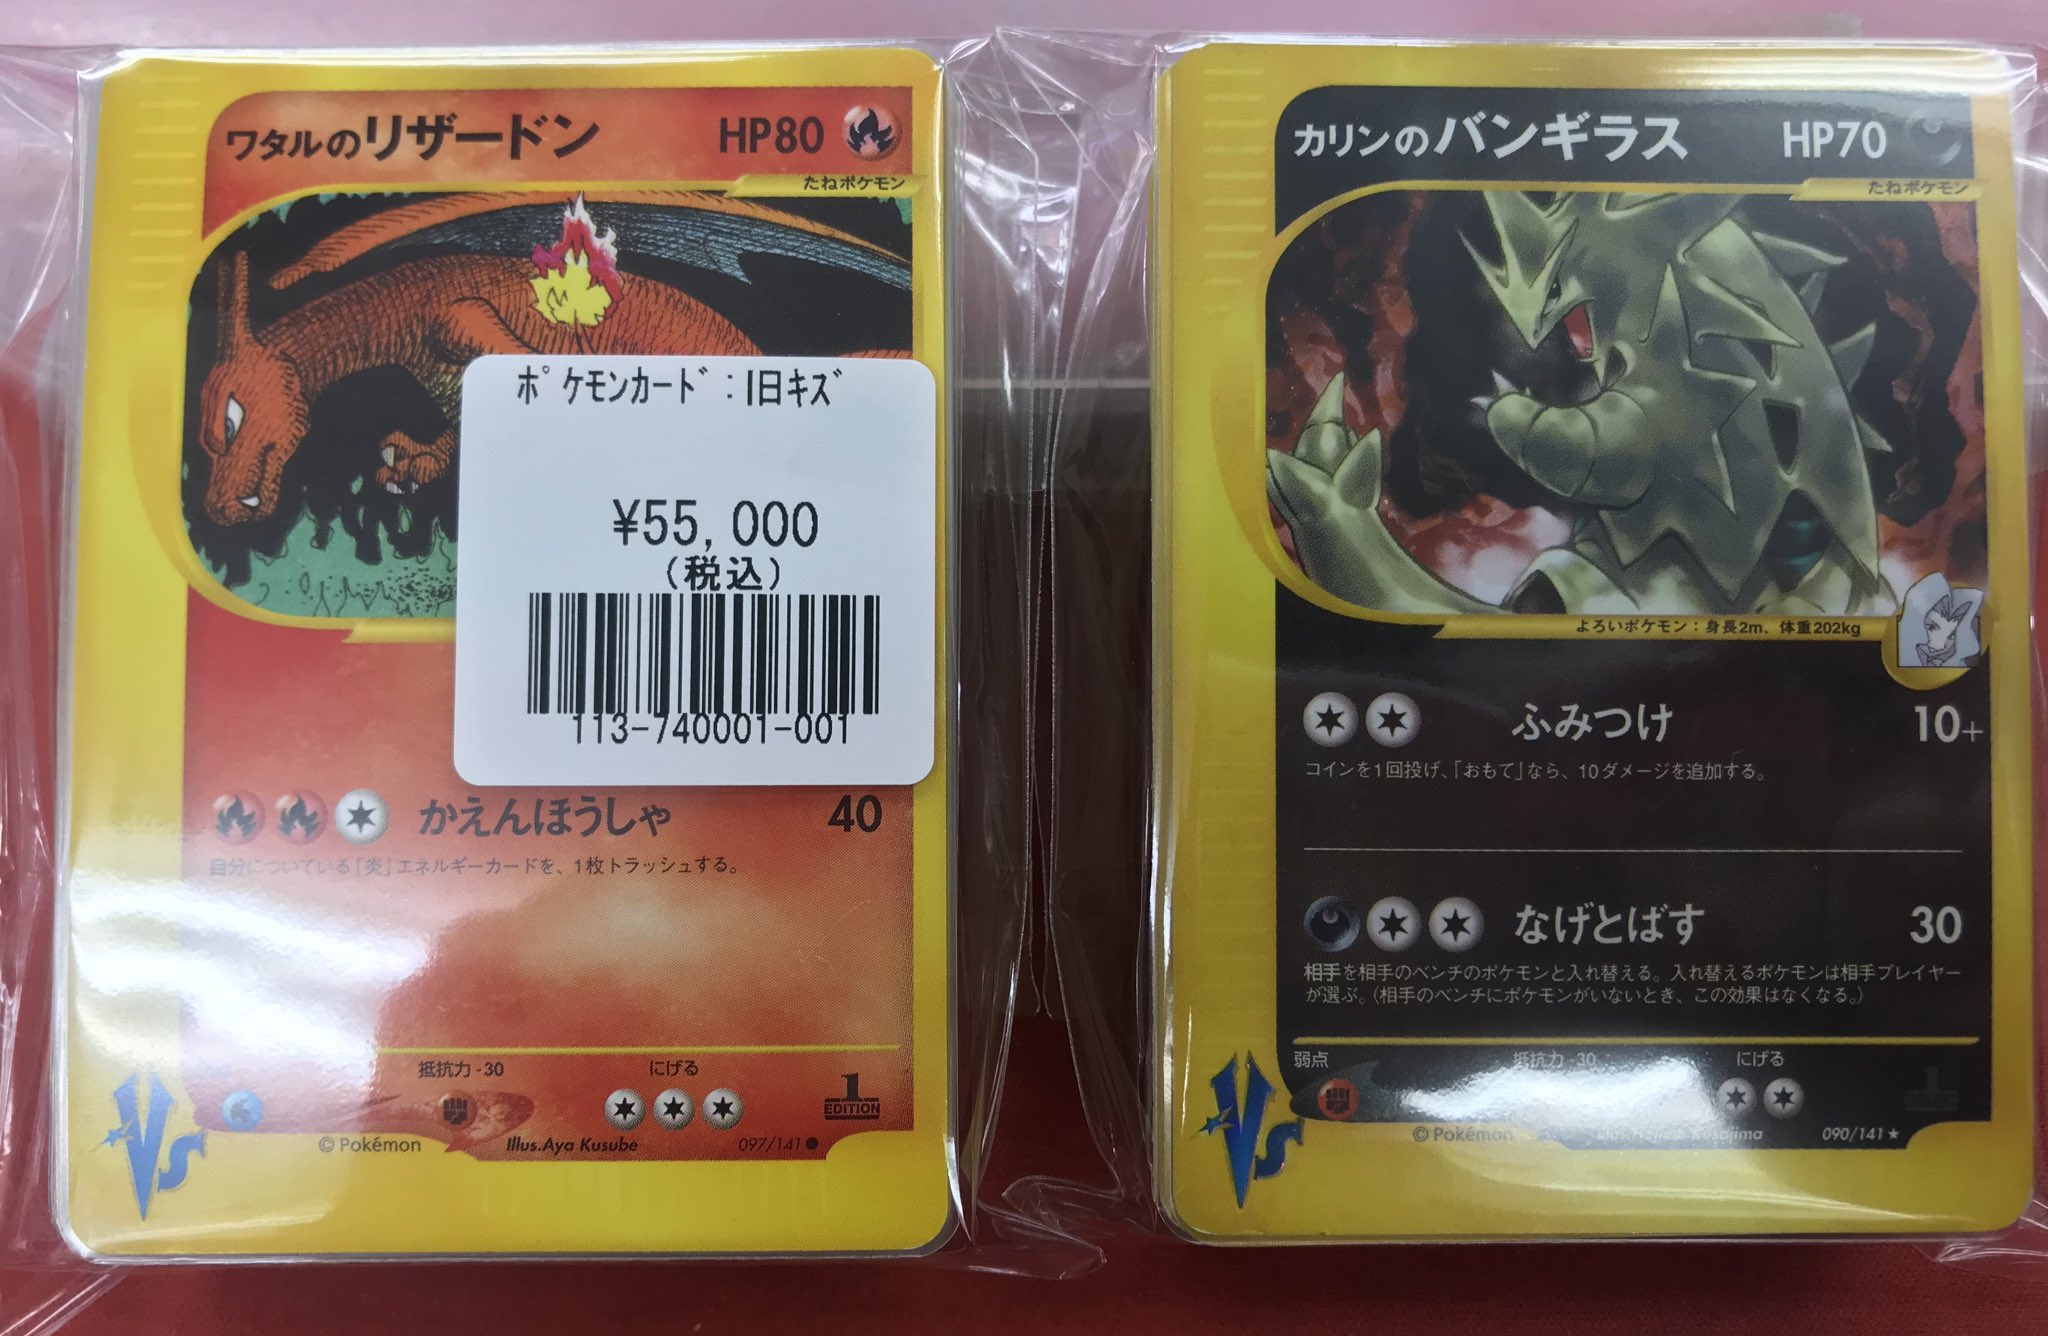 ワタルのリザードン HP80
たねポケモン
ポケモンカード:旧キズ
¥55,000
(税込)
113-740001-001
かえんほうしゃ 40
自分についている「炎」エネルギーカードを、1枚トラッシュする。
抵抗力 -30 にげる
1
EDITION
©Pokémon Illus.Aya Kusube 097/141●
Vs
カリンのバンギラス HP70
たねポケモン
よろいポケモン:身長2m、体重202kg
ふみつけ 10+
コインを1回投げ、「おもて」なら、10ダメージを追加する。
なげとばす 30
相手を相手のベンチのポケモンと入れ替える。入れ替えるポケモンは相手プレイヤー
が選ぶ。(相手のベンチにポケモンがいないとき、この効果はなくなる。)
弱点 抵抗力 -30 にげる
1
©Pokémon Illus.Hajime Kusajima 090/141★
Vs